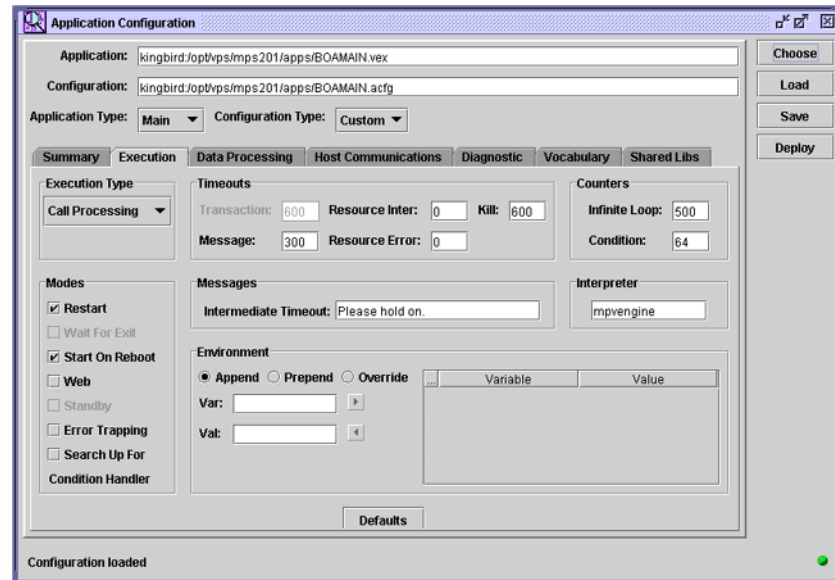 Application Configuration
Application: kingbird:/opt/vps/mps201/apps/BOAMAIN.vex
Configuration: kingbird:/opt/vps/mps201/apps/BOAMAIN.acfg
Application Type: Main Configuration Type: Custom
Choose
Load
Save
Deploy
Summary Execution Data Processing Host Communications Diagnostic Vocabulary Shared Libs
Execution Type
Call Processing
Timeouts
Transaction: 600 Resource Inter: 0 Kill: 600
Message: 300 Resource Error: 0
Counters
Infinite Loop: 500
Condition: 64
Modes
Restart
Wait For Exit
Start On Reboot
Web
Standby
Error Trapping
Search Up For
Condition Handler
Messages
Intermediate Timeout: Please hold on.
Interpreter
mpvengine
Environment
Append Prepend Override
Var:
Val:
... Variable Value
Defaults
Configuration loaded